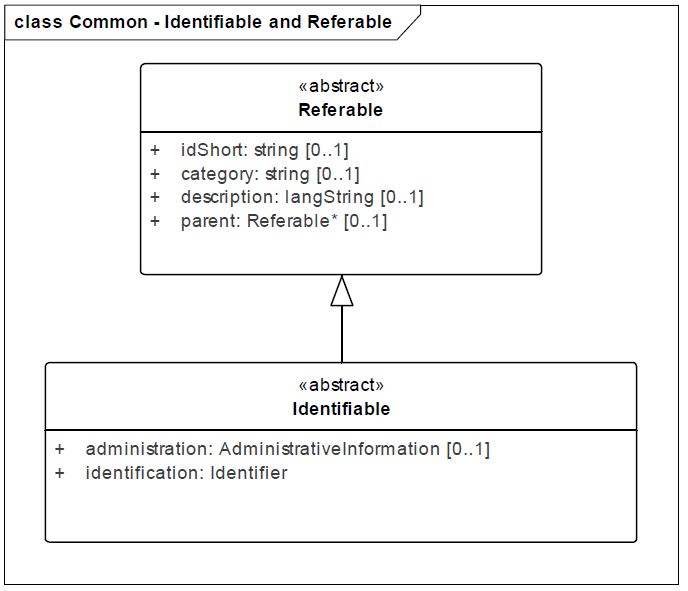 class Common - Identifiable and Referable
«abstract»
Referable
+ idShort: string [0..1]
+ category: string [0..1]
+ description: langString [0..1]
+ parent: Referable* [0..1]
«abstract»
Identifiable
+ administration: AdministrativeInformation [0..1]
+ identification: Identifier